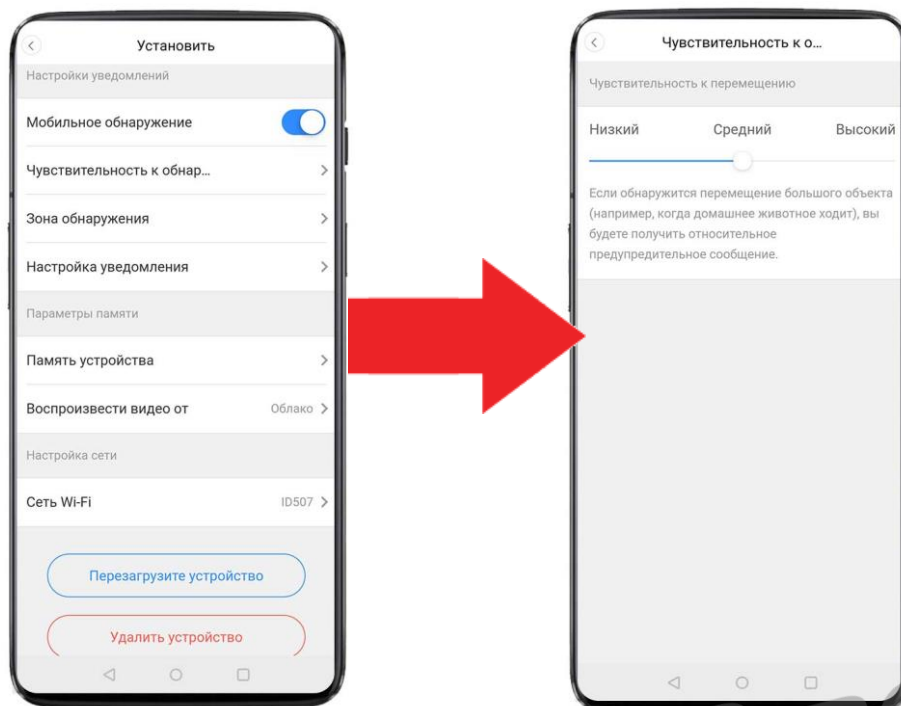 Установить
Настройки уведомлений
Мобильное обнаружение
Чувствительность к обнар...
Зона обнаружения
Настройка уведомления
Параметры памяти
Память устройства
Воспроизвести видео от Облако
Настройка сети
Сеть Wi-Fi ID507
Перезагрузите устройство
Удалить устройство
Чувствительность к о...
Чувствительность к перемещению
Низкий Средний Высокий
Если обнаружится перемещение большого объекта
(например, когда домашнее животное ходит), вы
будете получить относительное
предупредительное сообщение.